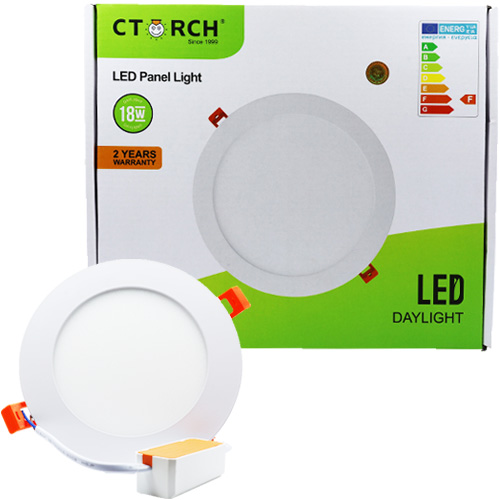 CTORCH
Since 1999
LED Panel Light
18W
2 YEARS
WARRANTY
ENERG
A
B
C
D
E
F
G
F
LED
DAYLIGHT